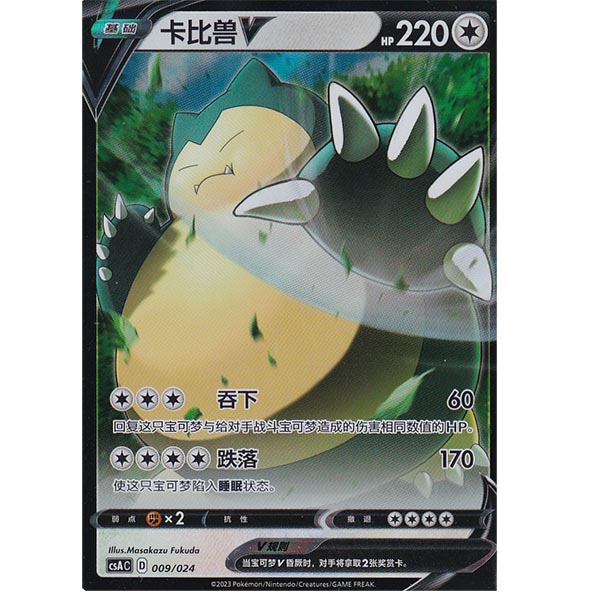 基础 卡比兽V HP 220
吞下 60
回复这只宝可梦与给对手战斗宝可梦造成的伤害相同数值的HP。
跌落 170
使这只宝可梦陷入睡眠状态。
弱点 ×2 抗性 撤退
Illus.Masakazu Fukuda
V规则
当宝可梦V昏厥时，对手将拿取2张奖赏卡。
csAC D 009/024
©2023 Pokémon/Nintendo/Creatures/GAME FREAK.